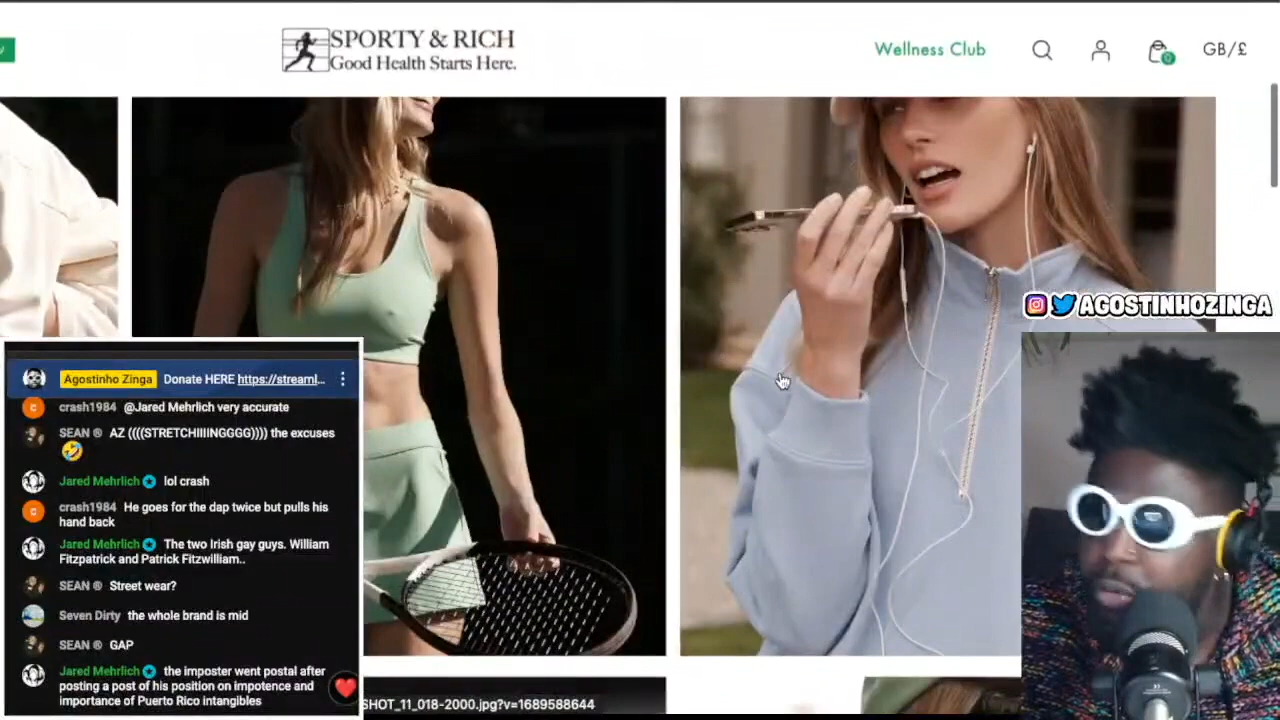 SPORTY & RICH
Good Health Starts Here.
Wellness Club
0
GB/£
AGOSTINHOZINGA
Agostinho Zinga Donate HERE https://streaml...
crash1984 @Jared Mehrlich very accurate
SEAN ® AZ ((((STRETCHIIIINGGGG)))) the excuses
🤣
Jared Mehrlich lol crash
crash1984 He goes for the dap twice but pulls his
hand back
Jared Mehrlich The two Irish gay guys. William
Fitzpatrick and Patrick Fitzwilliam..
SEAN ® Street wear?
Seven Dirty the whole brand is mid
SEAN ® GAP
Jared Mehrlich the imposter went postal after
posting a post of his position on impotence and
importance of Puerto Rico intangibles
SHOT_11_018-2000.jpg?v=1689588644